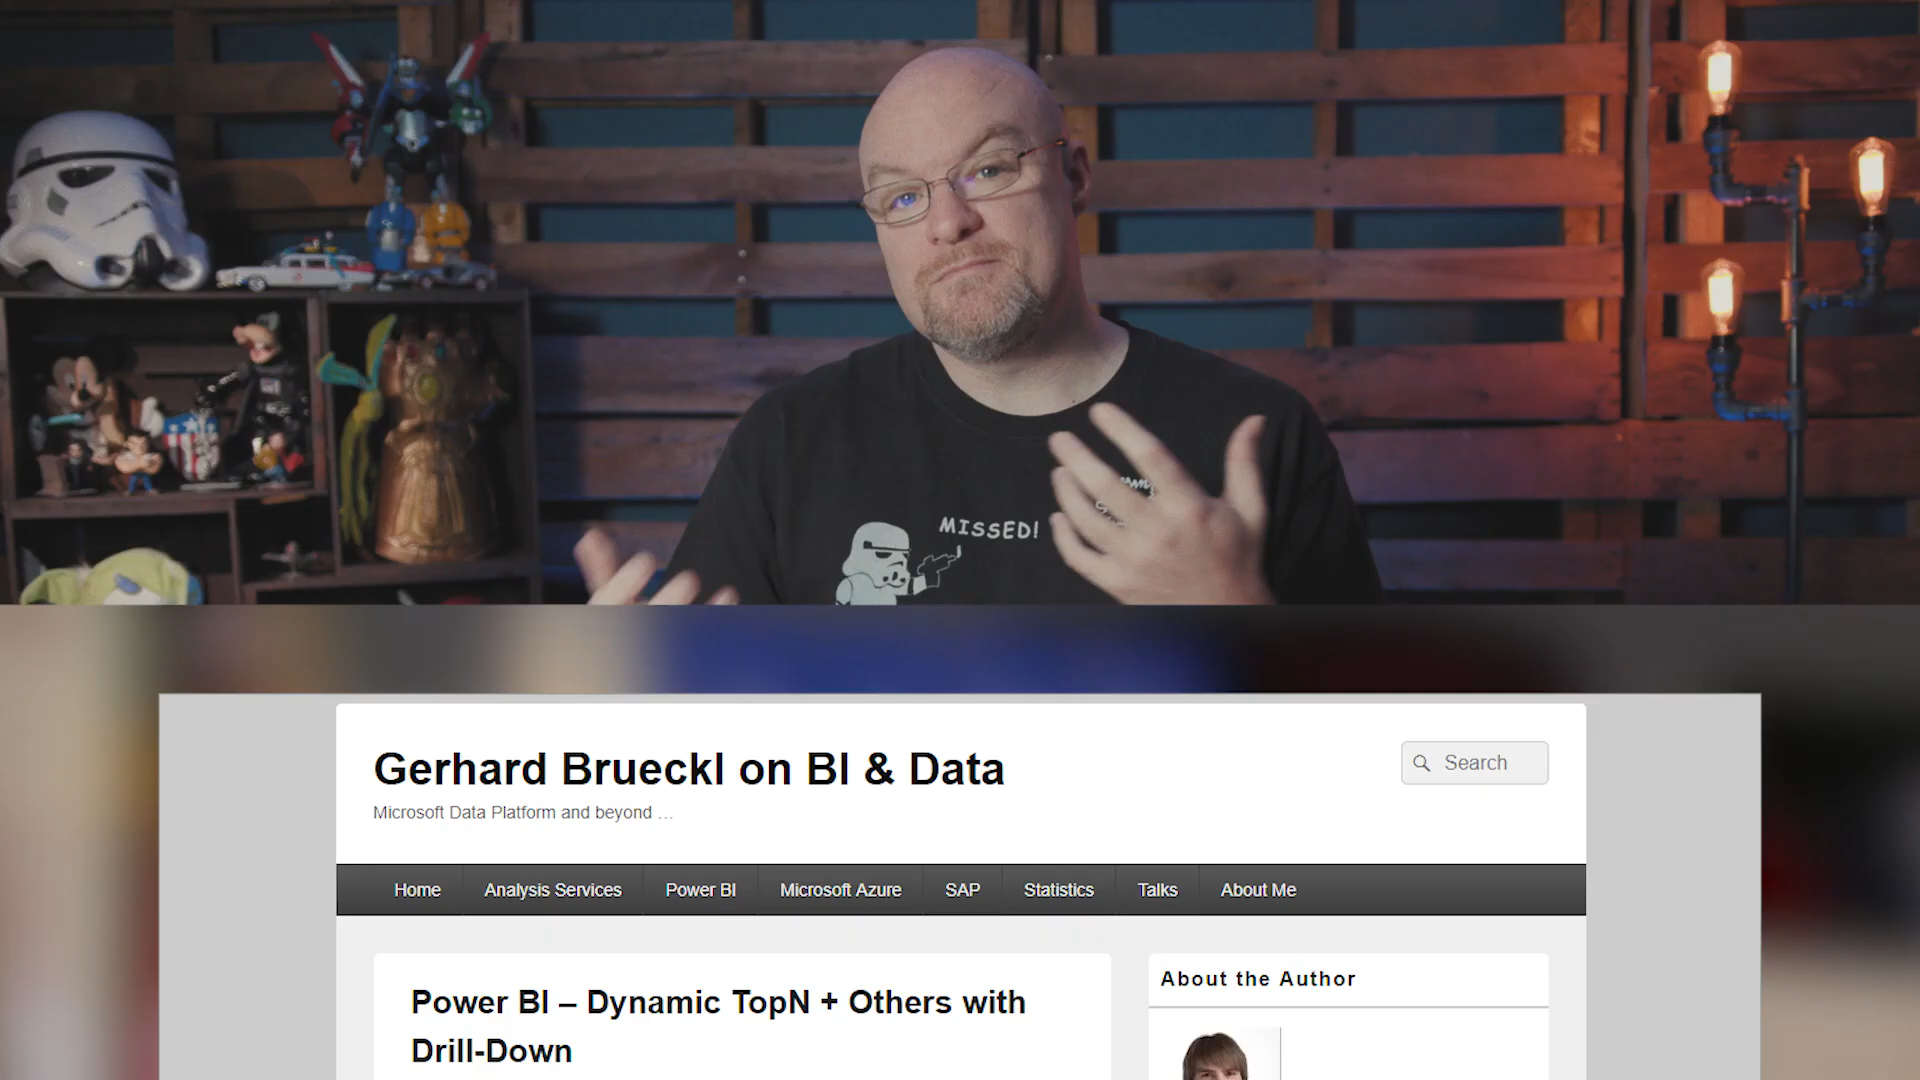 MISSED!
Gerhard Brueckl on BI & Data
Search
Microsoft Data Platform and beyond …
Home Analysis Services Power BI Microsoft Azure SAP Statistics Talks About Me
Power BI – Dynamic TopN + Others with
Drill-Down
About the Author